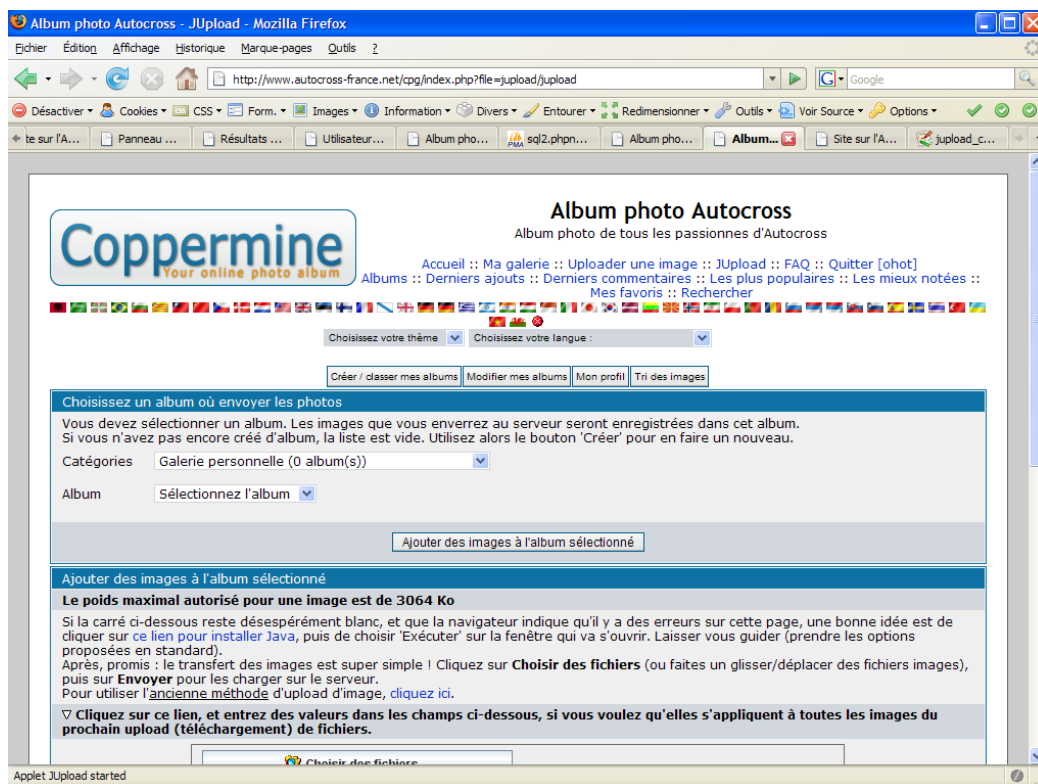 Album photo Autocross - JUpload - Mozilla Firefox
Fichier Édition Affichage Historique Marque-pages Outils ?
http://www.autocross-france.net/cpg/index.php?file=jupload/jupload
G Google
Désactiver Cookies CSS Form. Images Information Divers Entourer Redimensionner Outils Voir Source Options
te sur l'A... Panneau ... Résultats ... Utilisateur... Album pho... PMA sql2.phpn... Album pho... Album... Site sur l'A... jupload_c...
Coppermine
Your online photo album
Album photo Autocross
Album photo de tous les passionnes d'Autocross
Accueil :: Ma galerie :: Uploader une image :: JUpload :: FAQ :: Quitter [ohot]
Albums :: Derniers ajouts :: Derniers commentaires :: Les plus populaires :: Les mieux notées ::
Mes favoris :: Rechercher
Choisissez votre thème Choisissez votre langue :
Créer / classer mes albums Modifier mes albums Mon profil Tri des images
Choisissez un album où envoyer les photos
Vous devez sélectionner un album. Les images que vous enverrez au serveur seront enregistrées dans cet album.
Si vous n'avez pas encore créé d'album, la liste est vide. Utilisez alors le bouton 'Créer' pour en faire un nouveau.
Catégories Galerie personnelle (0 album(s))
Album Sélectionnez l'album
Ajouter des images à l'album sélectionné
Ajouter des images à l'album sélectionné
Le poids maximal autorisé pour une image est de 3064 Ko
Si la carré ci-dessous reste désespérément blanc, et que la navigateur indique qu'il y a des erreurs sur cette page, une bonne idée est de
cliquer sur ce lien pour installer Java, puis de choisir 'Exécuter' sur la fenêtre qui va s'ouvrir. Laisser vous guider (prendre les options
proposées en standard).
Après, promis : le transfert des images est super simple ! Cliquez sur Choisir des fichiers (ou faites un glisser/déplacer des fichiers images),
puis sur Envoyer pour les charger sur le serveur.
Pour utiliser l'ancienne méthode d'upload d'image, cliquez ici.
▽ Cliquez sur ce lien, et entrez des valeurs dans les champs ci-dessous, si vous voulez qu'elles s'appliquent à toutes les images du
prochain upload (téléchargement) de fichiers.
Choisir des fichiers
Applet JUpload started